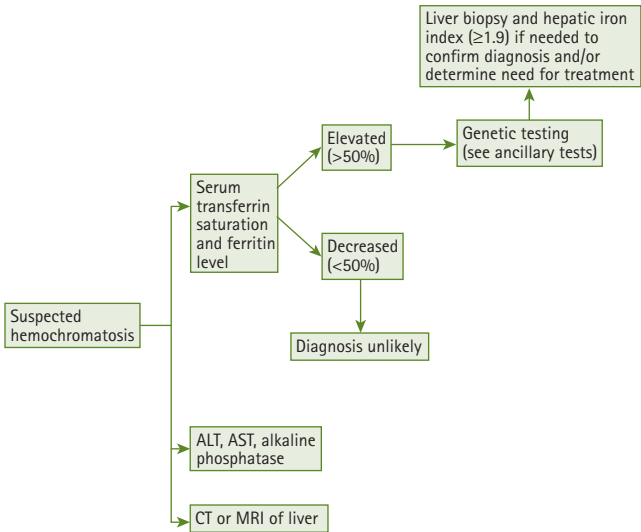 Liver biopsy and hepatic iron
index (≥1.9) if needed to
confirm diagnosis and/or
determine need for treatment
Elevated
(>50%)
Genetic testing
(see ancillary tests)
Serum
transferrin
saturation
and ferritin
level
Decreased
(<50%)
Suspected
hemochromatosis
Diagnosis unlikely
ALT, AST, alkaline
phosphatase
CT or MRI of liver